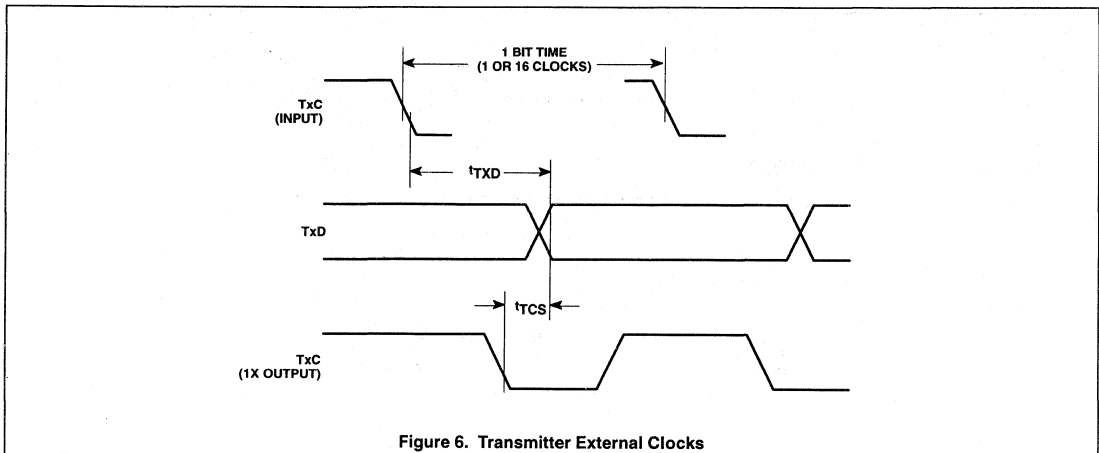 1 BIT TIME
(1 OR 16 CLOCKS)
TxC
(INPUT)
tTXD
TxD
tTCS
TxC
(1X OUTPUT)
Figure 6. Transmitter External Clocks